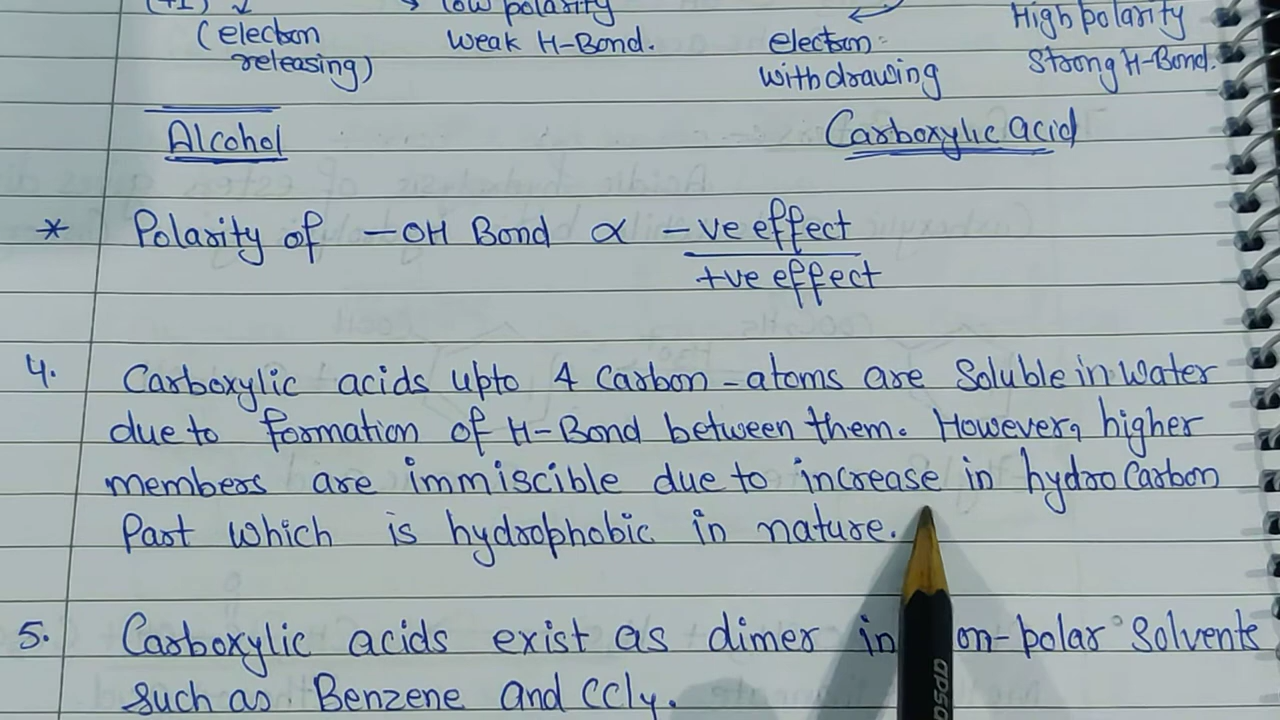 (+I) low polarity
(electron weak H-Bond. electron- High polarity
releasing) withdrawing Strong H-Bond.
Alcohol Carboxylic acid
* Polarity of -OH Bond ∝ -ve effect
+ve effect
4. Carboxylic acids upto 4 Carbon-atoms are Soluble in Water
due to formation of H-Bond between them. However, higher
members are immiscible due to increase in hydroCarbon
Part which is hydrophobic in nature.
5. Carboxylic acids exist as dimer in on-polar Solvents
such as Benzene and CCl4.